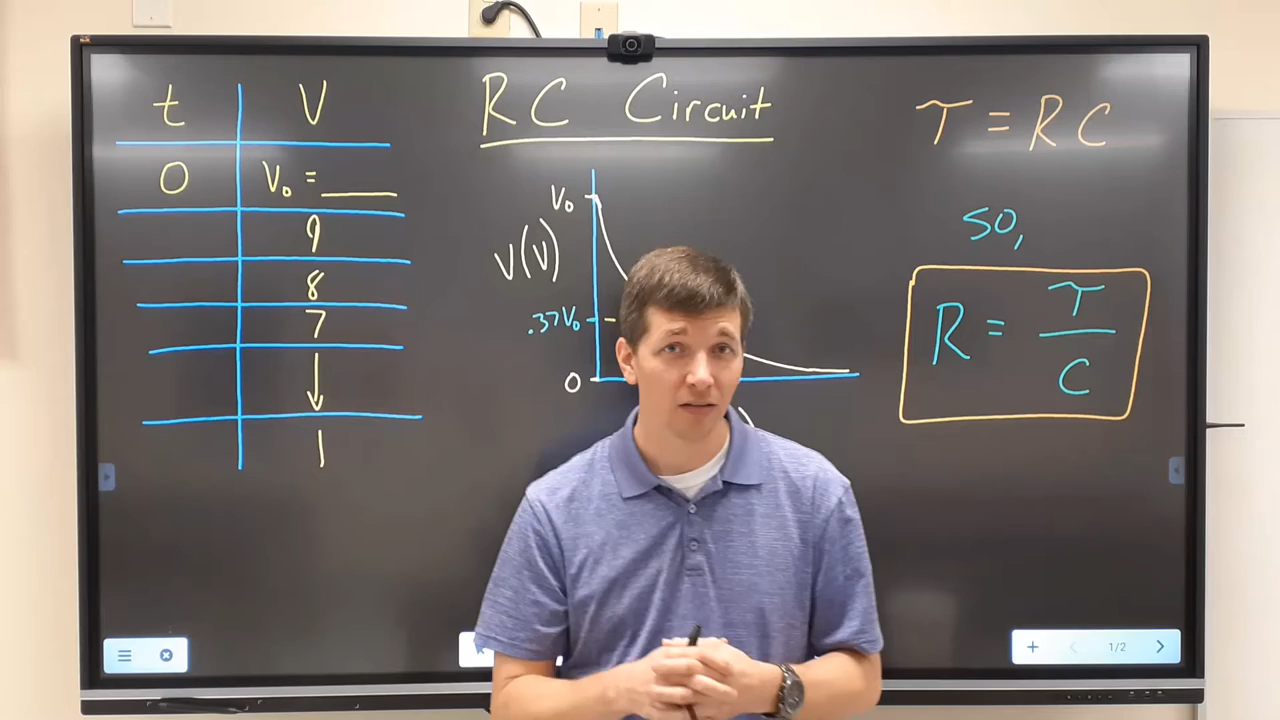 RC Circuit
t V
0 V₀ = ____
9
8
7
↓
1
V₀
V(V)
.37V₀
0
τ = RC
so,
R = τ/C
1/2